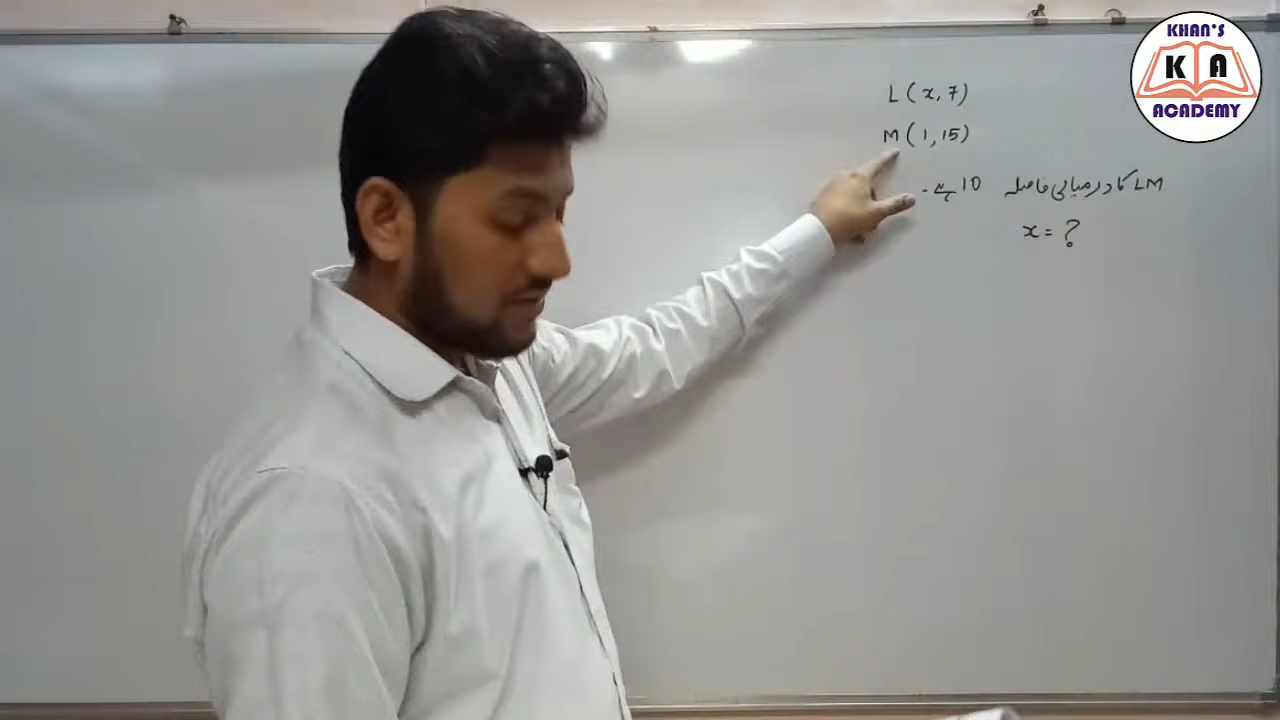 KHAN'S
K A
ACADEMY
L ( x , 7 )
M ( 1 , 15 )
LM کا درمیانی فاصلہ 10 ہے -
x = ?